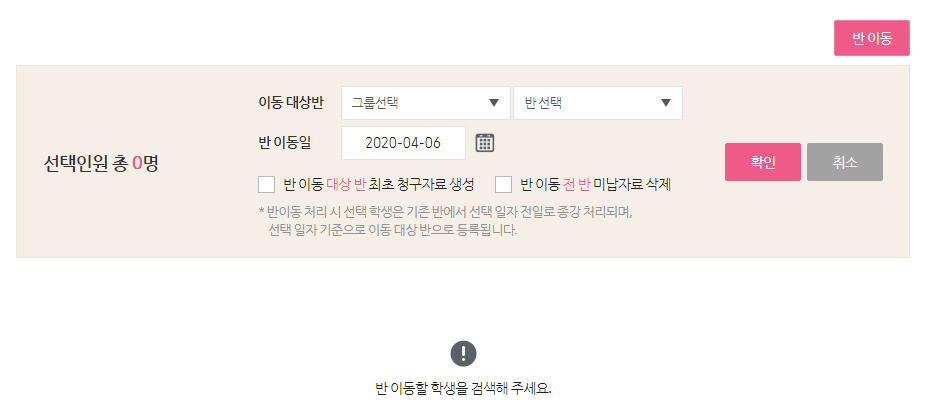 반 이동
이동 대상반 그룹선택 반 선택
반 이동일 2020-04-06
선택인원 총 0명
확인 취소
반 이동 대상 반 최초 청구자료 생성 반 이동 전 반 미납자료 삭제
* 반이동 처리 시 선택 학생은 기존 반에서 선택 일자 전일로 종강 처리되며,
선택 일자 기준으로 이동 대상 반으로 등록됩니다.
반 이동할 학생을 검색해 주세요.